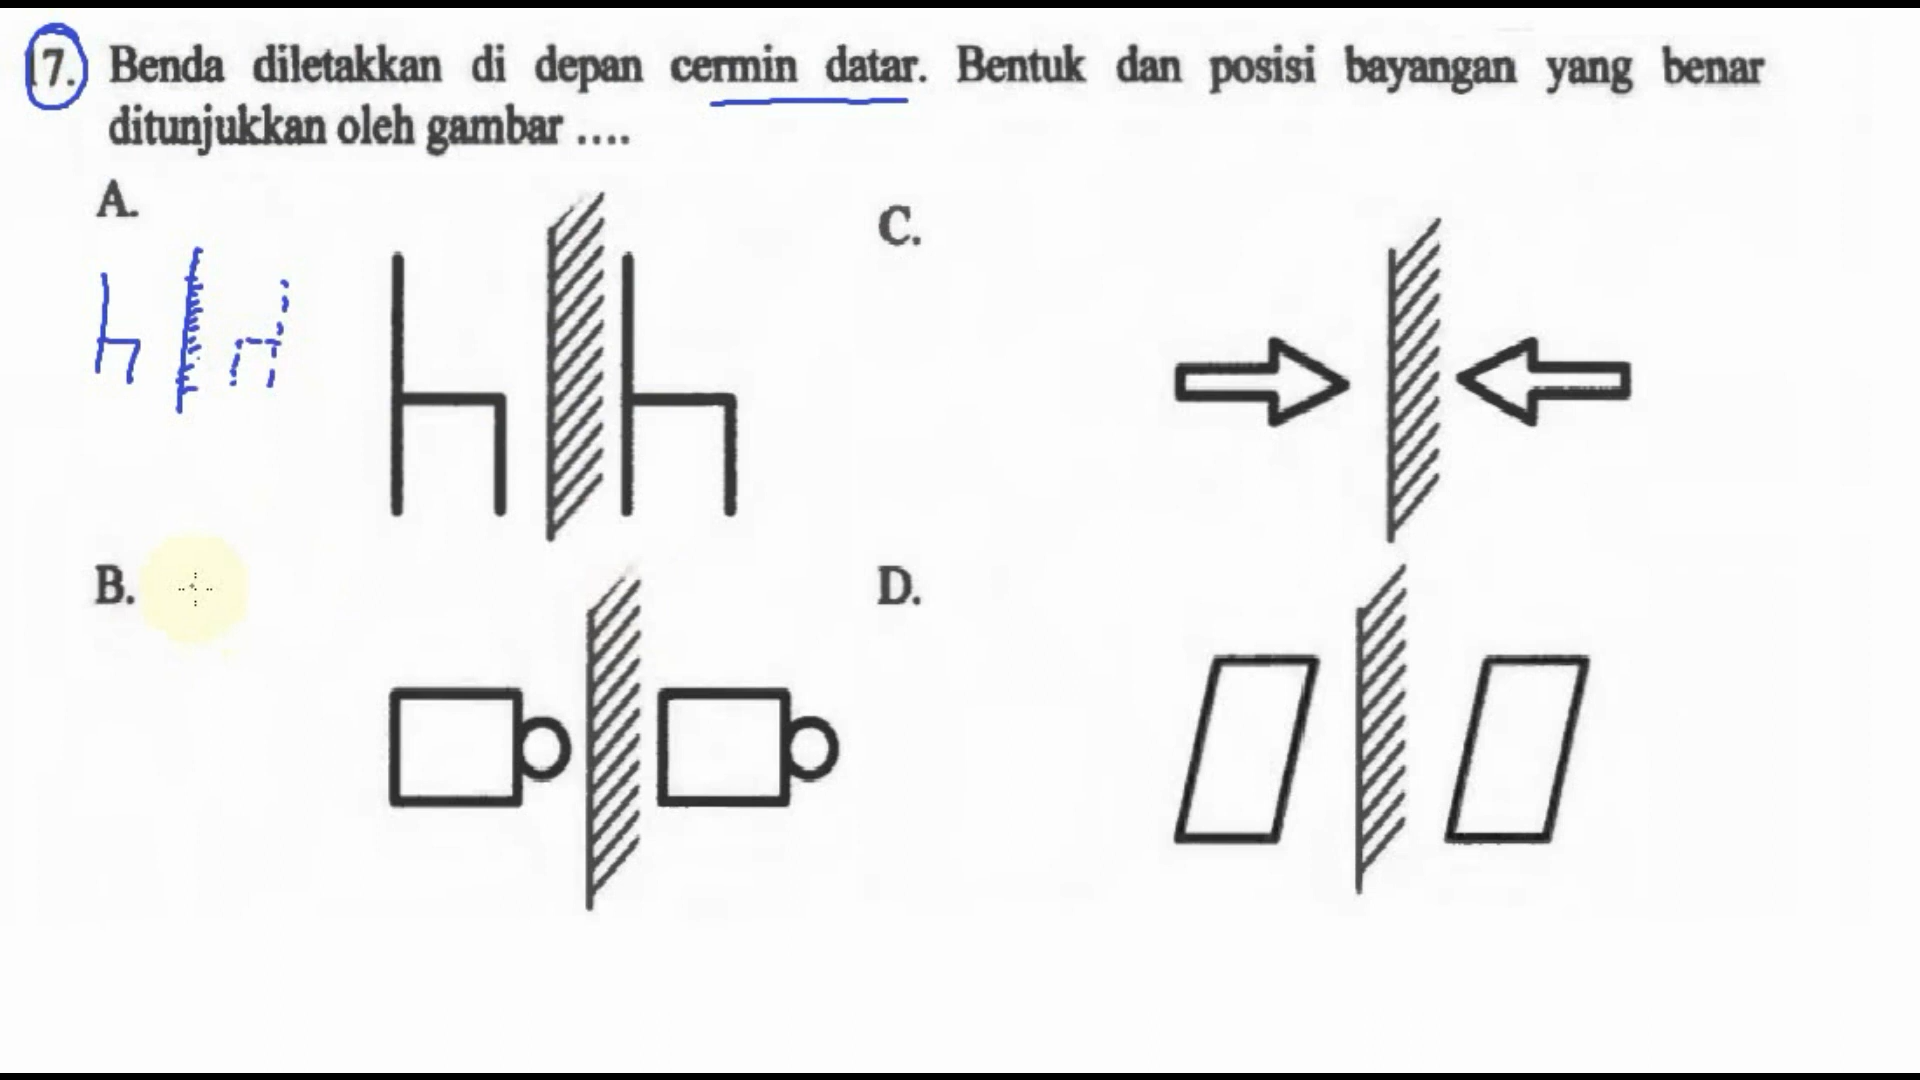 17. Benda diletakkan di depan cermin datar. Bentuk dan posisi bayangan yang benar
ditunjukkan oleh gambar ....
A.
C.
B.
D.